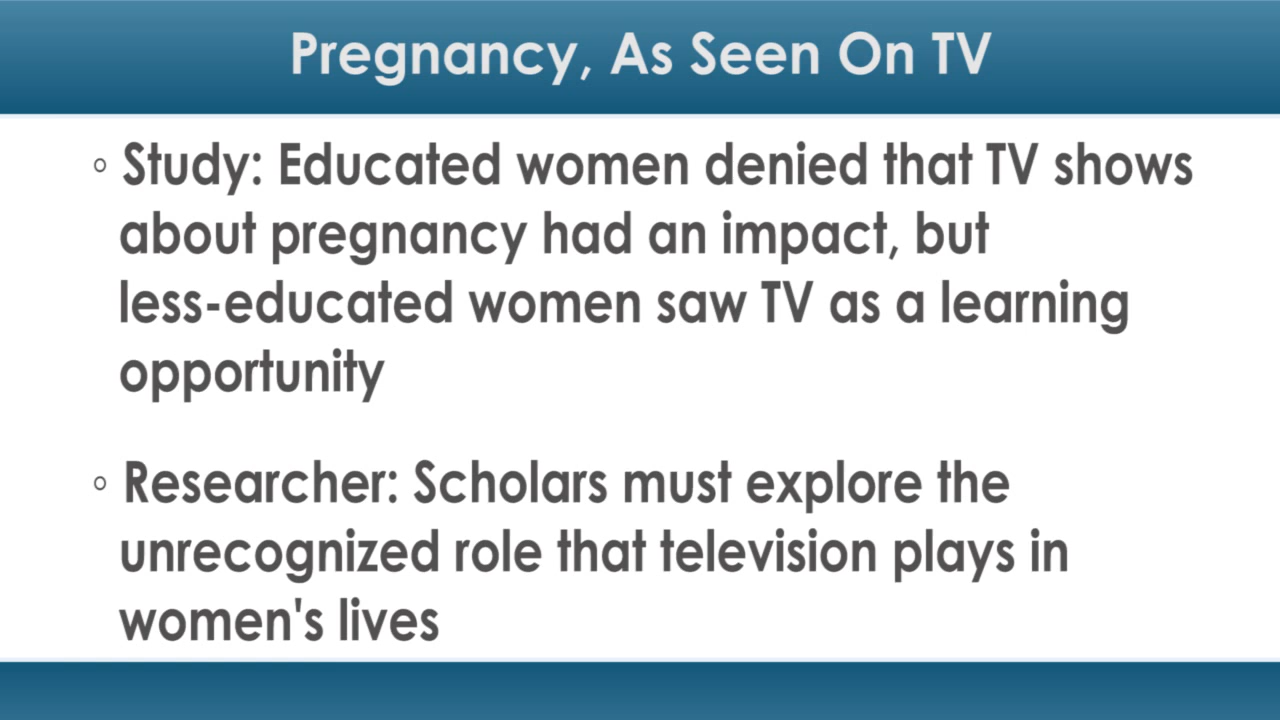 Pregnancy, As Seen On TV
◦ Study: Educated women denied that TV shows
about pregnancy had an impact, but
less-educated women saw TV as a learning
opportunity
◦ Researcher: Scholars must explore the
unrecognized role that television plays in
women's lives